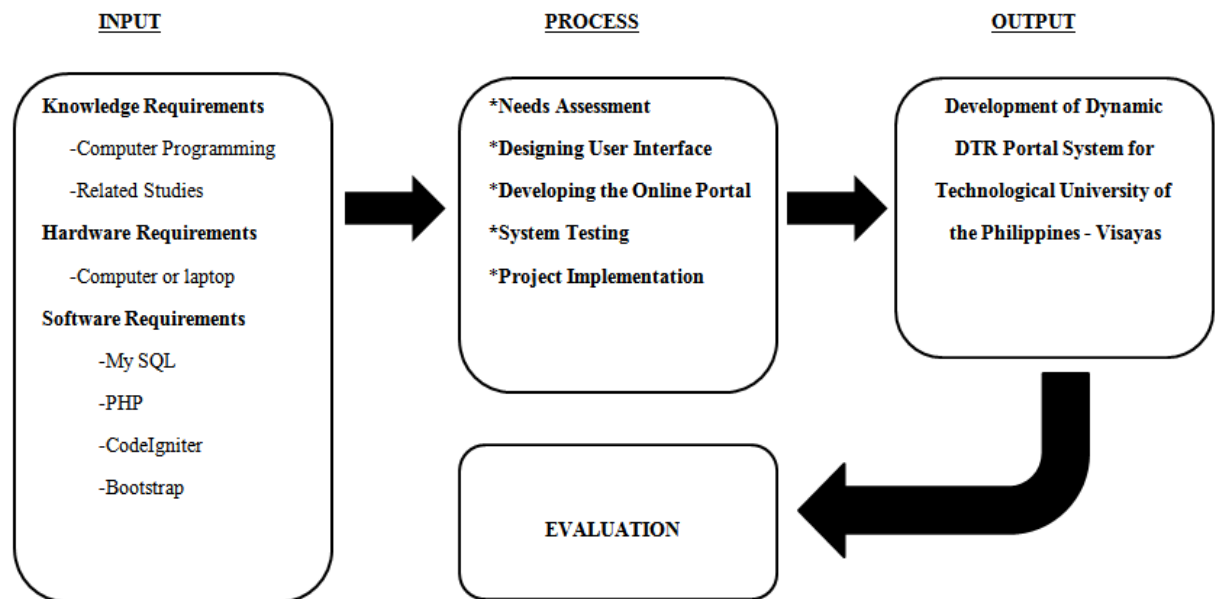 INPUT
Knowledge Requirements
-Computer Programming
-Related Studies
Hardware Requirements
-Computer or laptop
Software Requirements
-My SQL
-PHP
-CodeIgniter
-Bootstrap
PROCESS
*Needs Assessment
*Designing User Interface
*Developing the Online Portal
*System Testing
*Project Implementation
OUTPUT
Development of Dynamic
DTR Portal System for
Technological University of
the Philippines - Visayas
EVALUATION